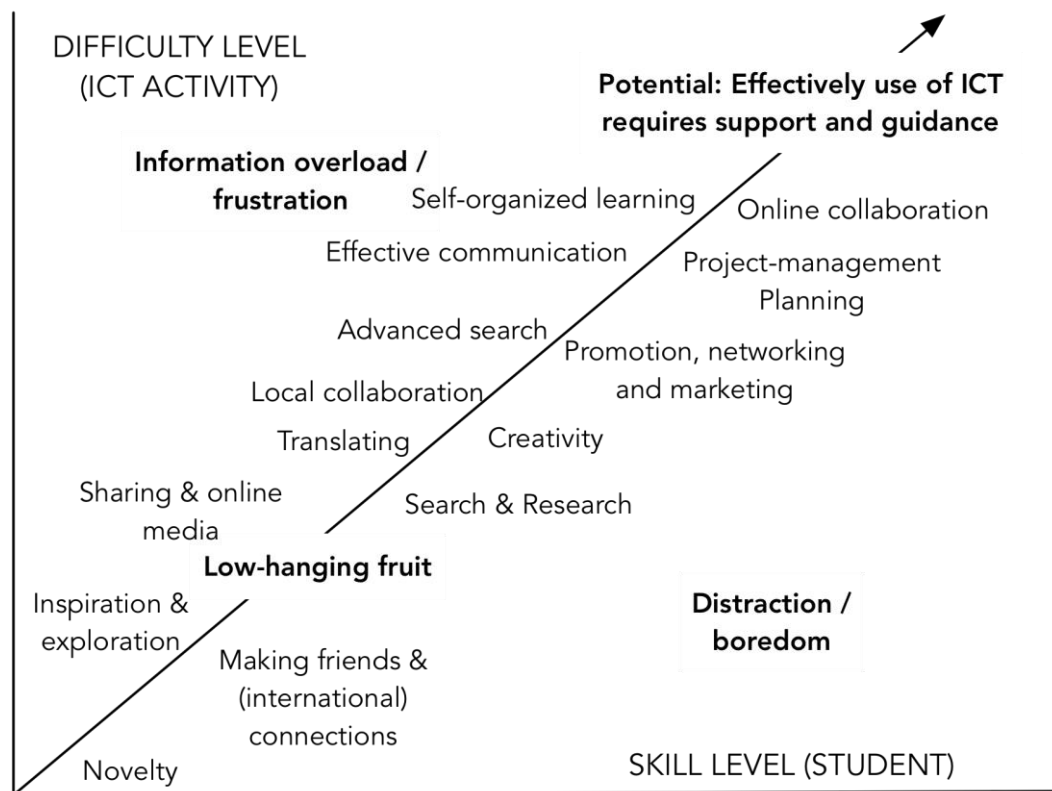 DIFFICULTY LEVEL
(ICT ACTIVITY)
Potential: Effectively use of ICT
requires support and guidance
Information overload /
frustration
Self-organized learning
Online collaboration
Effective communication
Project-management
Planning
Advanced search
Promotion, networking
and marketing
Local collaboration
Translating
Creativity
Sharing & online
media
Search & Research
Low-hanging fruit
Inspiration &
exploration
Distraction /
boredom
Making friends &
(international)
connections
Novelty
SKILL LEVEL (STUDENT)